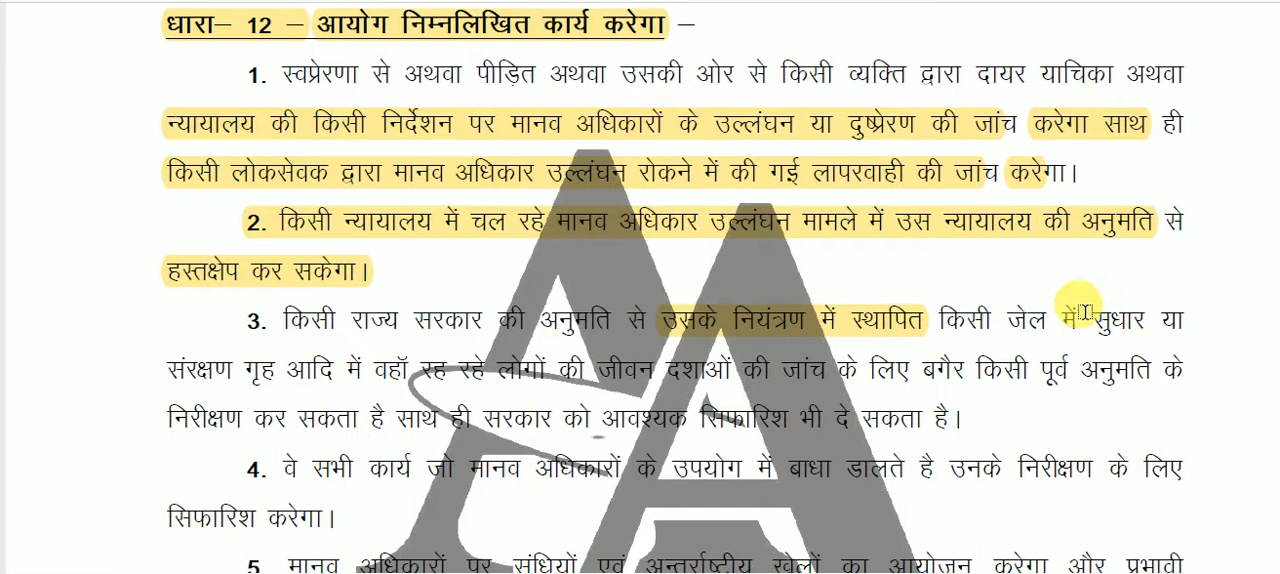 धारा– 12 – आयोग निम्नलिखित कार्य करेगा –
1. स्वप्रेरणा से अथवा पीड़ित अथवा उसकी ओर से किसी व्यक्ति द्वारा दायर याचिका अथवा
न्यायालय की किसी निर्देशन पर मानव अधिकारों के उल्लंघन या दुष्प्रेरण की जांच करेगा साथ ही
किसी लोकसेवक द्वारा मानव अधिकार उल्लंघन रोकने में की गई लापरवाही की जांच करेगा।
2. किसी न्यायालय में चल रहे मानव अधिकार उल्लंघन मामले में उस न्यायालय की अनुमति से
हस्तक्षेप कर सकेगा।
3. किसी राज्य सरकार की अनुमति से उसके नियंत्रण में स्थापित किसी जेल में सुधार या
संरक्षण गृह आदि में वहॉ रह रहे लोगों की जीवन दशाओं की जांच के लिए बगैर किसी पूर्व अनुमति के
निरीक्षण कर सकता है साथ ही सरकार को आवश्यक सिफारिश भी दे सकता है।
4. वे सभी कार्य जो मानव अधिकारों के उपयोग में बाधा डालते है उनके निरीक्षण के लिए
सिफारिश करेगा।
5 मानव अधिकारों पर संधियों एवं अन्तर्राष्टीय खेलों का आयोजन करेगा और प्रभावी